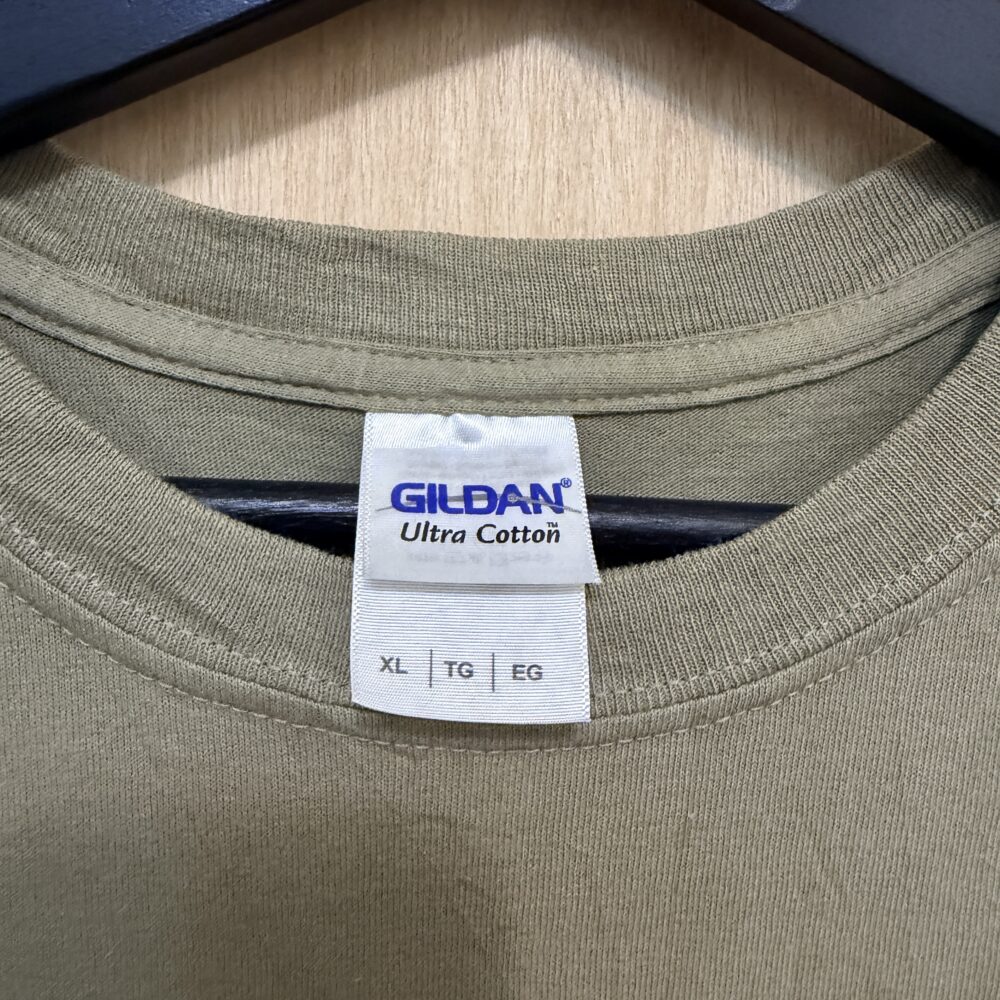 GILDAN®
Ultra Cotton™
XL | TG | EG